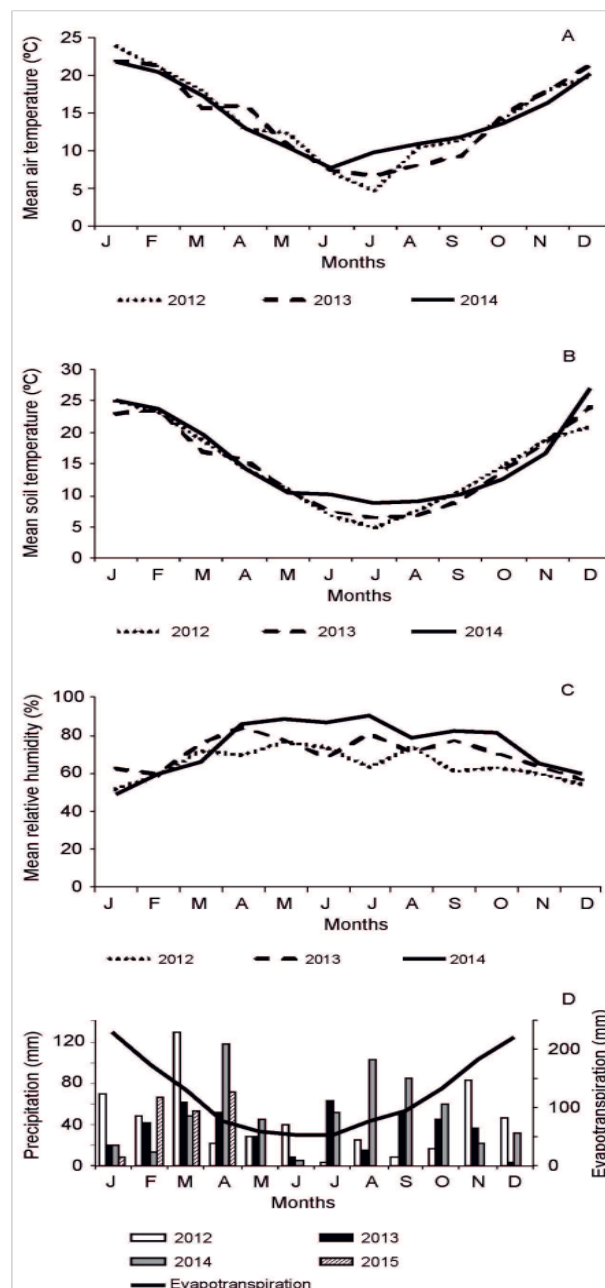 A
Mean air temperature (ºC)
25
20
15
10
5
0
J F M A M J J A S O N D
Months
2012 2013 2014
B
Mean soil temperature (ºC)
30
25
20
15
10
5
0
J F M A M J J A S O N D
Months
2012 2013 2014
C
Mean relative humidity (%)
100
80
60
40
20
0
J F M A M J J A S O N D
Months
2012 2013 2014
D
Precipitation (mm)
120
80
40
0
Evapotranspiration (mm)
200
100
0
J F M A M J J A S O N D
Months
2012 2013
2014 2015
Evapotranspiration